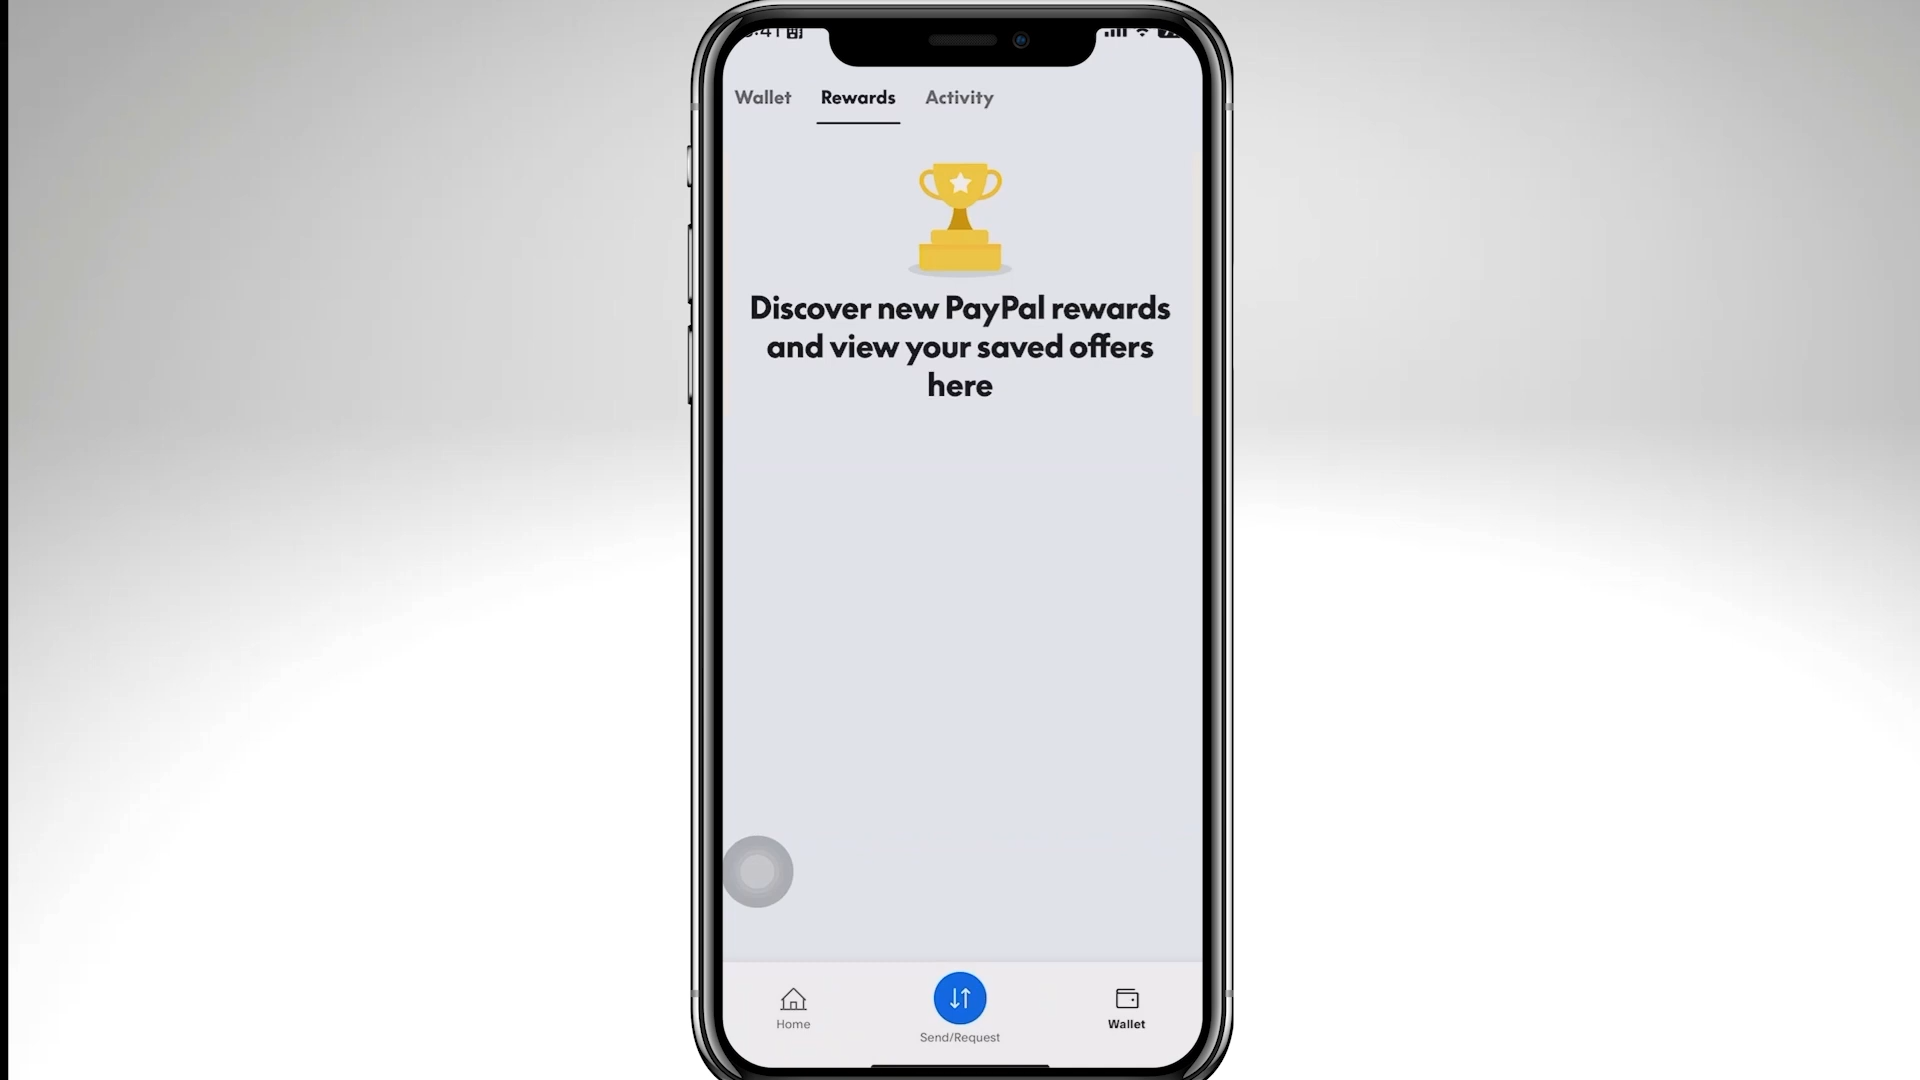 Wallet Rewards Activity
Discover new PayPal rewards
and view your saved offers
here
Home
Send/Request
Wallet